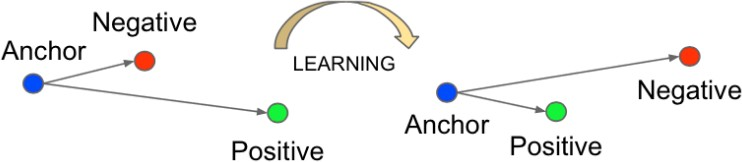 Negative
Anchor
Positive
LEARNING
Negative
Anchor
Positive